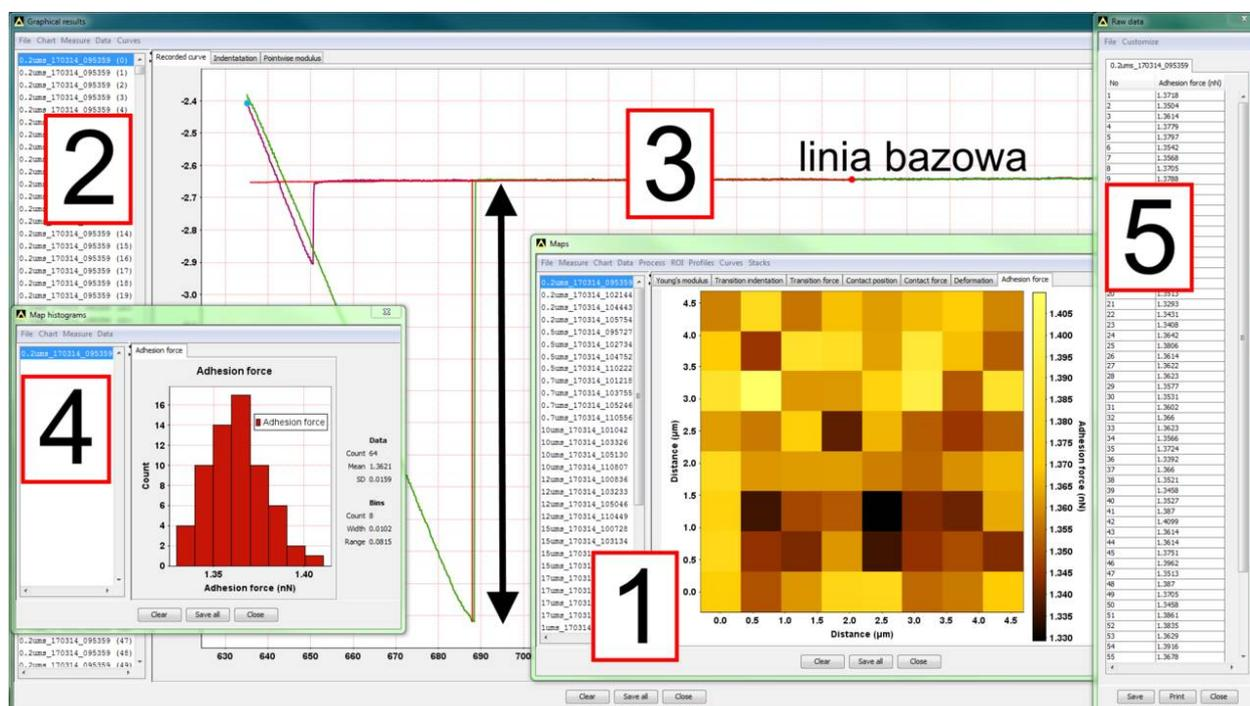 Graphical results
File Chart Measure Data Curves
0.2ums_170314_095359 (0)
0.2ums_170314_095359 (1)
0.2ums_170314_095359 (2)
0.2ums_170314_095359 (3)
0.2ums_170314_095359 (4)
2
0.2ums_170314_095359 (14)
0.2ums_170314_095359 (15)
0.2ums_170314_095359 (16)
0.2ums_170314_095359 (17)
0.2ums_170314_095359 (18)
0.2ums_170314_095359 (19)
0.2ums_170314_095359 (47)
0.2ums_170314_095359 (48)
0.2ums_170314_095359 (49)
Recorded curve Indentatation Pointwise modulus
-2.4
-2.5
-2.6
-2.7
-2.8
-2.9
-3.0
3
linia bazowa
630 640 650 660 670 680 690 700
Clear Save all Close
Map histograms
File Chart Measure Data
0.2ums_170314_095359
4
Adhesion force
Adhesion force
16
14
12
10
8
6
4
2
0
Count
Adhesion force
1.35 1.40
Adhesion force (nN)
Data
Count 64
Mean 1.3621
SD 0.0159
Bins
Count 8
Width 0.0102
Range 0.0815
Clear Save all Close
Maps
File Measure Chart Data Process ROI Profiles Curves Stacks
0.2ums_170314_095359
0.2ums_170314_102144
0.2ums_170314_104443
0.2ums_170314_105754
0.5ums_170314_095727
0.5ums_170314_102734
0.5ums_170314_104752
0.5ums_170314_110222
0.7ums_170314_101218
0.7ums_170314_103755
0.7ums_170314_105246
0.7ums_170314_110556
10ums_170314_101042
10ums_170314_103326
10ums_170314_105130
10ums_170314_110807
12ums_170314_100836
12ums_170314_103233
12ums_170314_105046
12ums_170314_110449
15ums_170314_100728
15ums_170314_103134
1
Young's modulus Transition indentation Transition force Contact position Contact force Deformation Adhesion force
4.5
4.0
3.5
3.0
2.5
2.0
1.5
1.0
0.5
0.0
Distance (µm)
0.0 0.5 1.0 1.5 2.0 2.5 3.0 3.5 4.0 4.5
Distance (µm)
1.405
1.400
1.395
1.390
1.385
1.380
1.375
1.370
1.365
1.360
1.355
1.350
1.345
1.340
1.335
1.330
Adhesion force (nN)
Clear Save all Close
Raw data
File Customize
0.2ums_170314_095359
No Adhesion force (nN)
1 1.3718
2 1.3504
3 1.3614
4 1.3779
5 1.3797
6 1.3542
7 1.3568
8 1.3705
9 1.3788
5
21 1.3293
22 1.3431
23 1.3408
24 1.3642
25 1.3806
26 1.3614
27 1.3622
28 1.3623
29 1.3577
30 1.3531
31 1.3602
32 1.366
33 1.3623
34 1.3566
35 1.3724
36 1.3392
37 1.366
38 1.3521
39 1.3458
40 1.3527
41 1.387
42 1.4099
43 1.3614
44 1.3614
45 1.3751
46 1.3962
47 1.3513
48 1.387
49 1.3705
50 1.3458
51 1.3861
52 1.3835
53 1.3629
54 1.3916
55 1.3678
Save Print Close